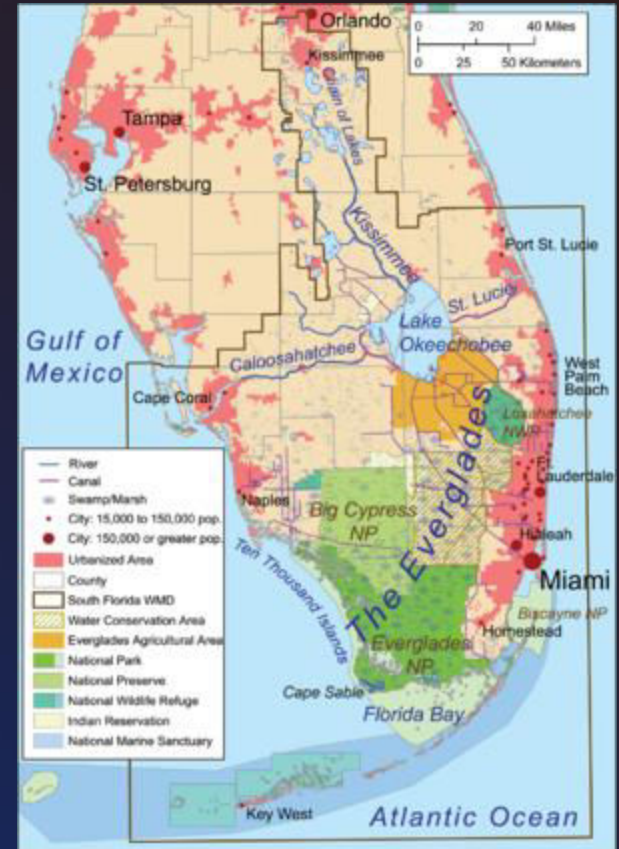 Orlando
0 20 40 Miles
0 25 50 Kilometers
Kissimmee
Chain of Lakes
Tampa
St. Petersburg
Kissimmee
Port St. Lucie
St. Lucie
Lake
Okeechobee
Gulf of
Mexico
Caloosahatchee
West
Palm
Beach
Cape Coral
Loxahatchee
NWR
The Everglades
River
Canal
Swamp/Marsh
City: 15,000 to 150,000 pop.
City: 150,000 or greater pop.
Urbanized Area
County
South Florida WMD
Water Conservation Area
Everglades Agricultural Area
National Park
National Preserve
National Wildlife Refuge
Indian Reservation
National Marine Sanctuary
Lauderdale
Naples
Big Cypress
NP
Hialeah
Ten Thousand Islands
Miami
Biscayne NP
Homestead
Everglades
NP
Cape Sable
Florida Bay
Key West
Atlantic Ocean